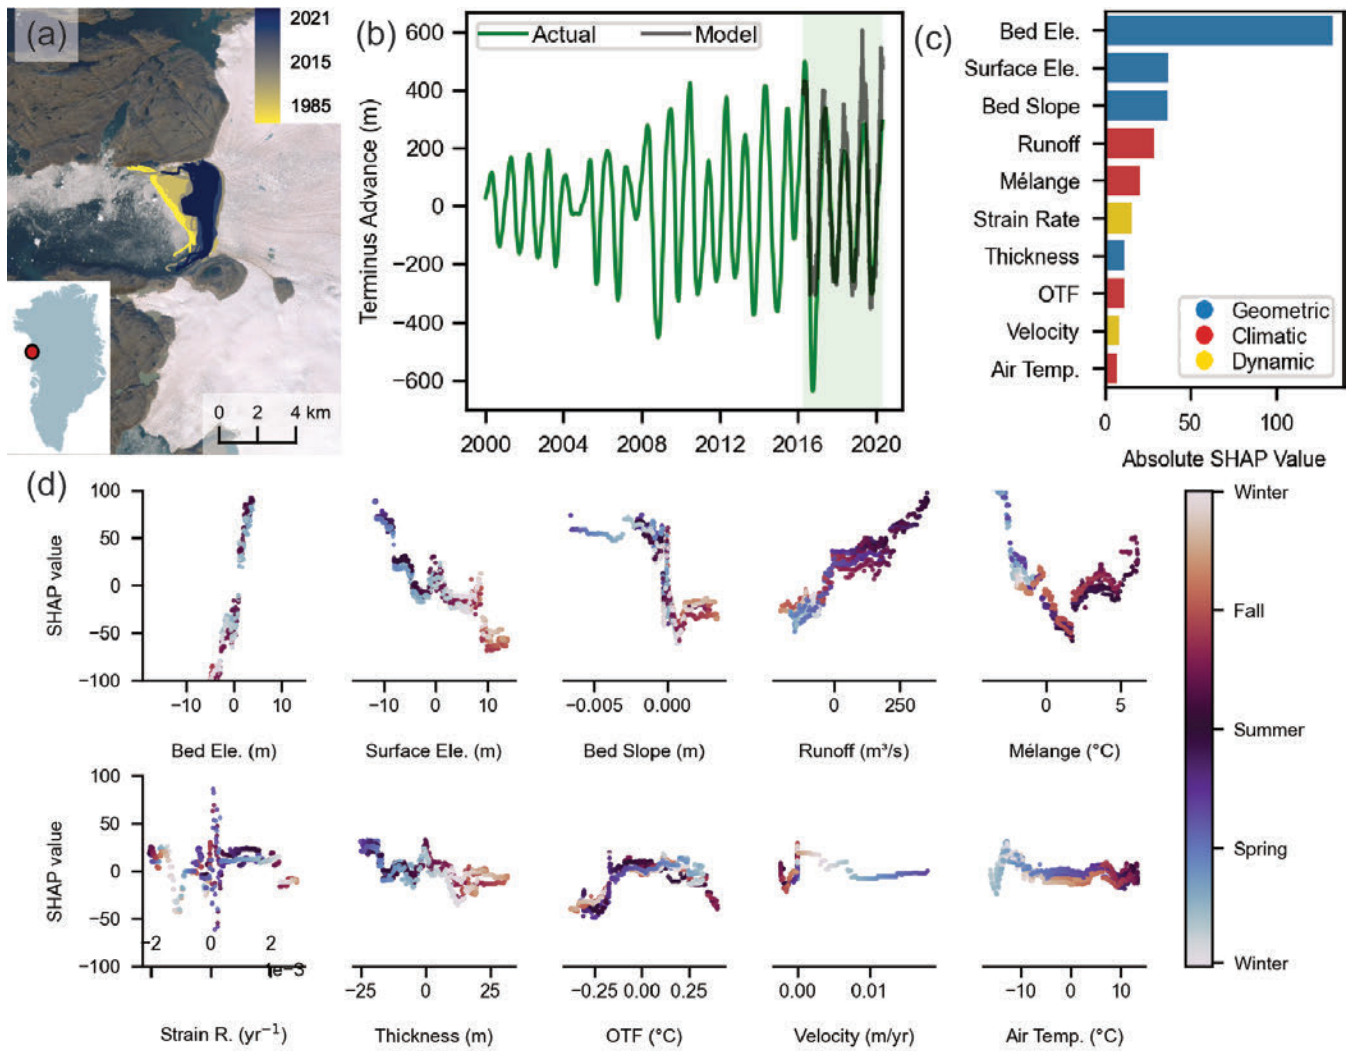 (a)
2021
2015
1985
0 2 4 km
(b)
Actual
Model
Terminus Advance (m)
600
400
200
0
−200
−400
−600
2000 2004 2008 2012 2016 2020
(c)
Bed Ele.
Surface Ele.
Bed Slope
Runoff
Mélange
Strain Rate
Thickness
OTF
Velocity
Air Temp.
Geometric
Climatic
Dynamic
0 50 100
Absolute SHAP Value
(d)
SHAP value
100
50
0
−50
−100
−10 0 10
Bed Ele. (m)
−10 0 10
Surface Ele. (m)
−0.005 0.000
Bed Slope (m)
0 250
Runoff (m³/s)
0 5
Mélange (°C)
SHAP value
100
50
0
−50
−100
−2 0 2
1e−3
Strain R. (yr⁻¹)
−25 0 25
Thickness (m)
−0.25 0.00 0.25
OTF (°C)
0.00 0.01
Velocity (m/yr)
−10 0 10
Air Temp. (°C)
Winter
Fall
Summer
Spring
Winter